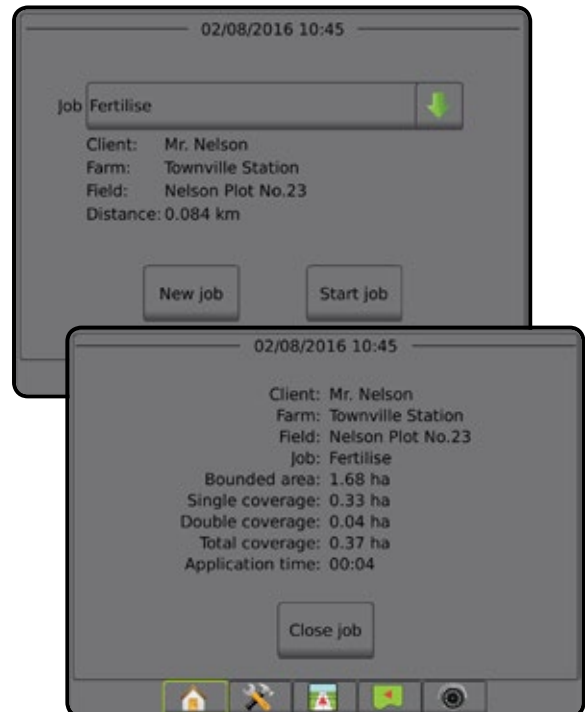 02/08/2016 10:45
Job Fertilise
Client: Mr. Nelson
Farm: Townville Station
Field: Nelson Plot No.23
Distance: 0.084 km
New job Start job
02/08/2016 10:45
Client: Mr. Nelson
Farm: Townville Station
Field: Nelson Plot No.23
Job: Fertilise
Bounded area: 1.68 ha
Single coverage: 0.33 ha
Double coverage: 0.04 ha
Total coverage: 0.37 ha
Application time: 00:04
Close job